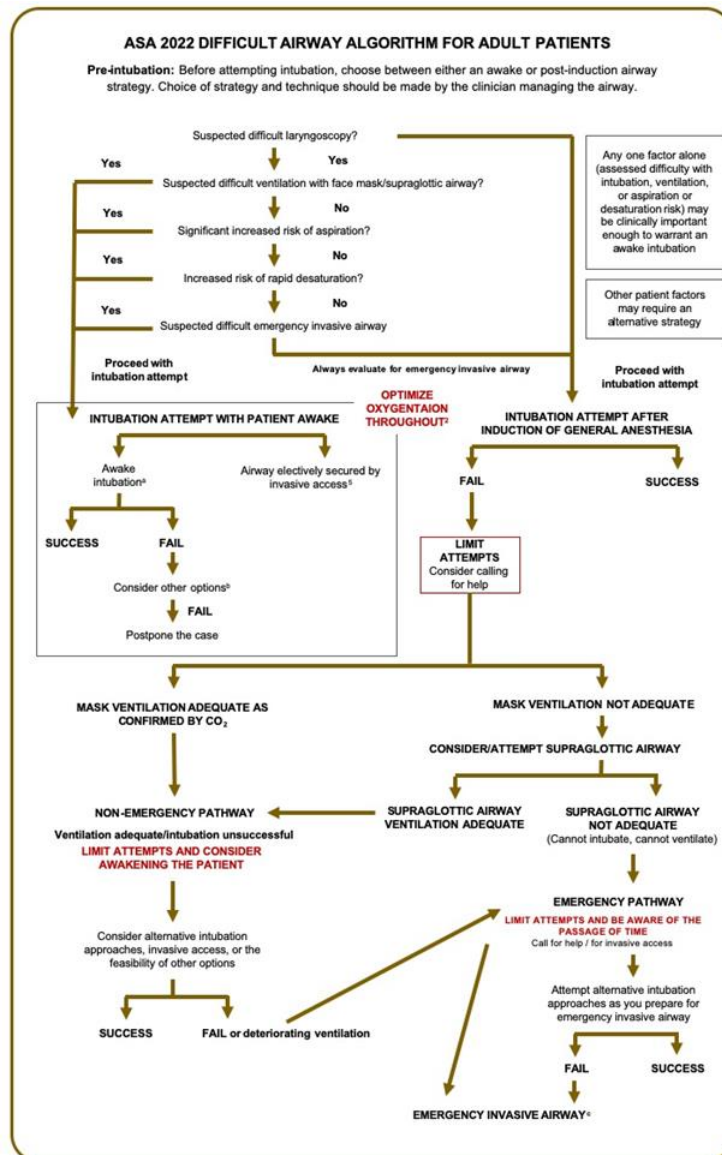 ASA 2022 DIFFICULT AIRWAY ALGORITHM FOR ADULT PATIENTS
Pre-intubation: Before attempting intubation, choose between either an awake or post-induction airway
strategy. Choice of strategy and technique should be made by the clinician managing the airway.
Suspected difficult laryngoscopy?
Yes
Yes
Suspected difficult ventilation with face mask/supraglottic airway?
Yes
No
Significant increased risk of aspiration?
Yes
No
Increased risk of rapid desaturation?
Yes
No
Suspected difficult emergency invasive airway
Any one factor alone
(assessed difficulty with
intubation, ventilation,
or aspiration or
desaturation risk) may
be clinically important
enough to warrant an
awake intubation
Other patient factors
may require an
alternative strategy
Proceed with
intubation attempt
Always evaluate for emergency invasive airway
Proceed with
intubation attempt
OPTIMIZE
OXYGENTAION
THROUGHOUT²
INTUBATION ATTEMPT WITH PATIENT AWAKE
Awake
intubationᵃ
Airway electively secured by
invasive access⁵
SUCCESS
FAIL
Consider other optionsᵇ
FAIL
Postpone the case
INTUBATION ATTEMPT AFTER
INDUCTION OF GENERAL ANESTHESIA
FAIL
SUCCESS
LIMIT
ATTEMPTS
Consider calling
for help
MASK VENTILATION ADEQUATE AS
CONFIRMED BY CO₂
MASK VENTILATION NOT ADEQUATE
CONSIDER/ATTEMPT SUPRAGLOTTIC AIRWAY
NON-EMERGENCY PATHWAY
Ventilation adequate/intubation unsuccessful
LIMIT ATTEMPTS AND CONSIDER
AWAKENING THE PATIENT
SUPRAGLOTTIC AIRWAY
VENTILATION ADEQUATE
SUPRAGLOTTIC AIRWAY
NOT ADEQUATE
(Cannot intubate, cannot ventilate)
EMERGENCY PATHWAY
LIMIT ATTEMPTS AND BE AWARE OF THE
PASSAGE OF TIME
Call for help / for invasive access
Consider alternative intubation
approaches, invasive access, or the
feasibility of other options
SUCCESS
FAIL or deteriorating ventilation
Attempt alternative intubation
approaches as you prepare for
emergency invasive airway
FAIL
SUCCESS
EMERGENCY INVASIVE AIRWAYᶜ